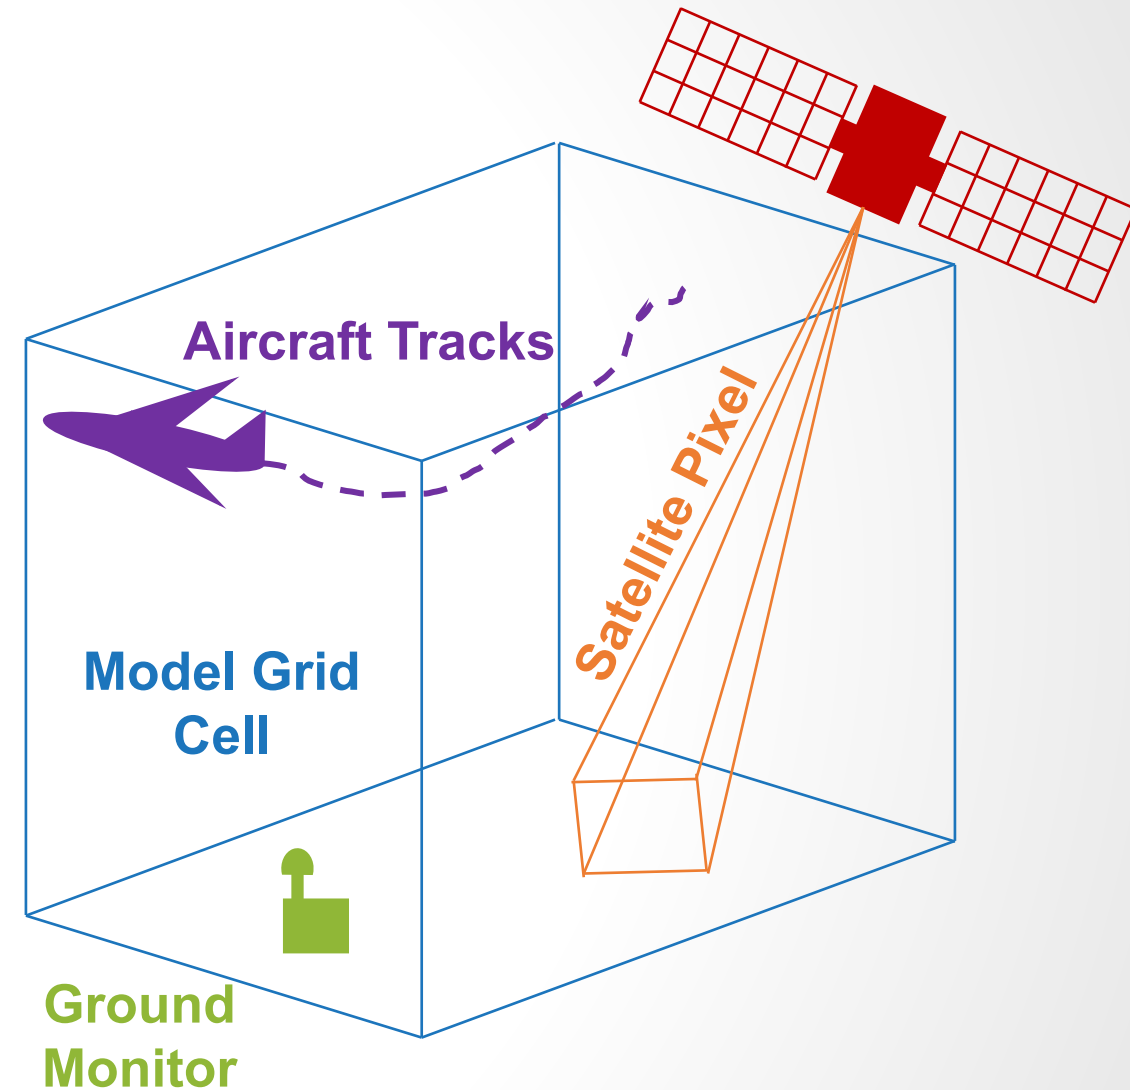 Aircraft Tracks
Satellite Pixel
Model Grid
Cell
Ground
Monitor